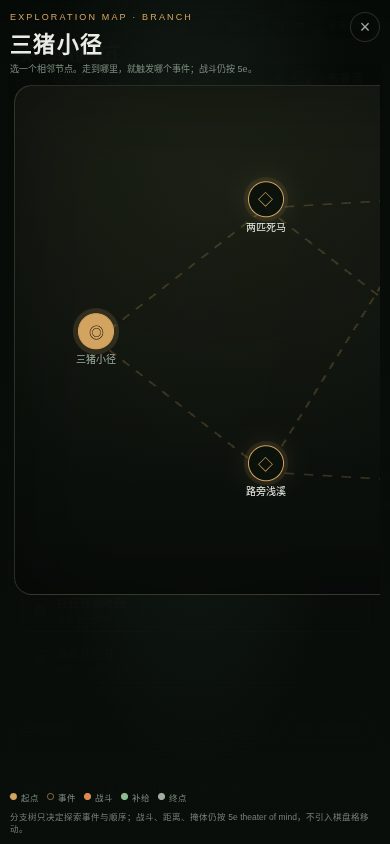 EXPLORATION MAP · BRANCH
三猪小径
选一个相邻节点。走到哪里，就触发哪个事件；战斗仍按 5e。
两匹死马
三猪小径
路旁浅溪
起点 事件 战斗 补给 终点
分支树只决定探索事件与顺序；战斗、距离、掩体仍按 5e theater of mind，不引入棋盘格移
动。